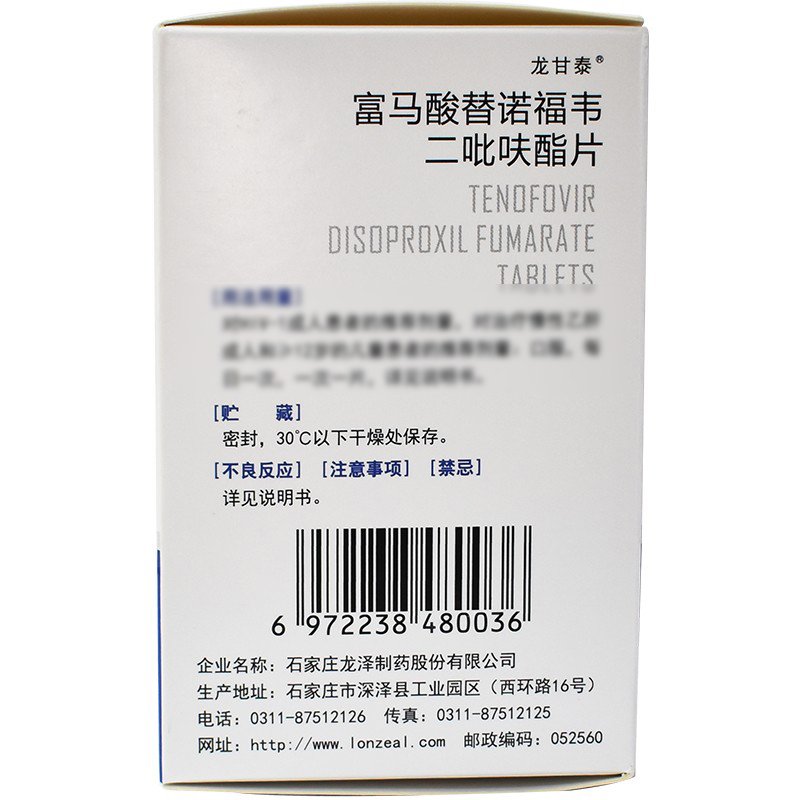 龙甘泰®
富马酸替诺福韦
二吡呋酯片
TENOFOVIR
DISOPROXIL FUMARATE
TABLETS
[用法用量]
[贮 藏]
密封，30℃以下干燥处保存。
[不良反应] [注意事项] [禁忌]
详见说明书。
6 972238 480036
企业名称：石家庄龙泽制药股份有限公司
生产地址：石家庄市深泽县工业园区（西环路16号）
电话：0311-87512126 传真：0311-87512125
网址：http://www.lonzeal.com 邮政编码：052560